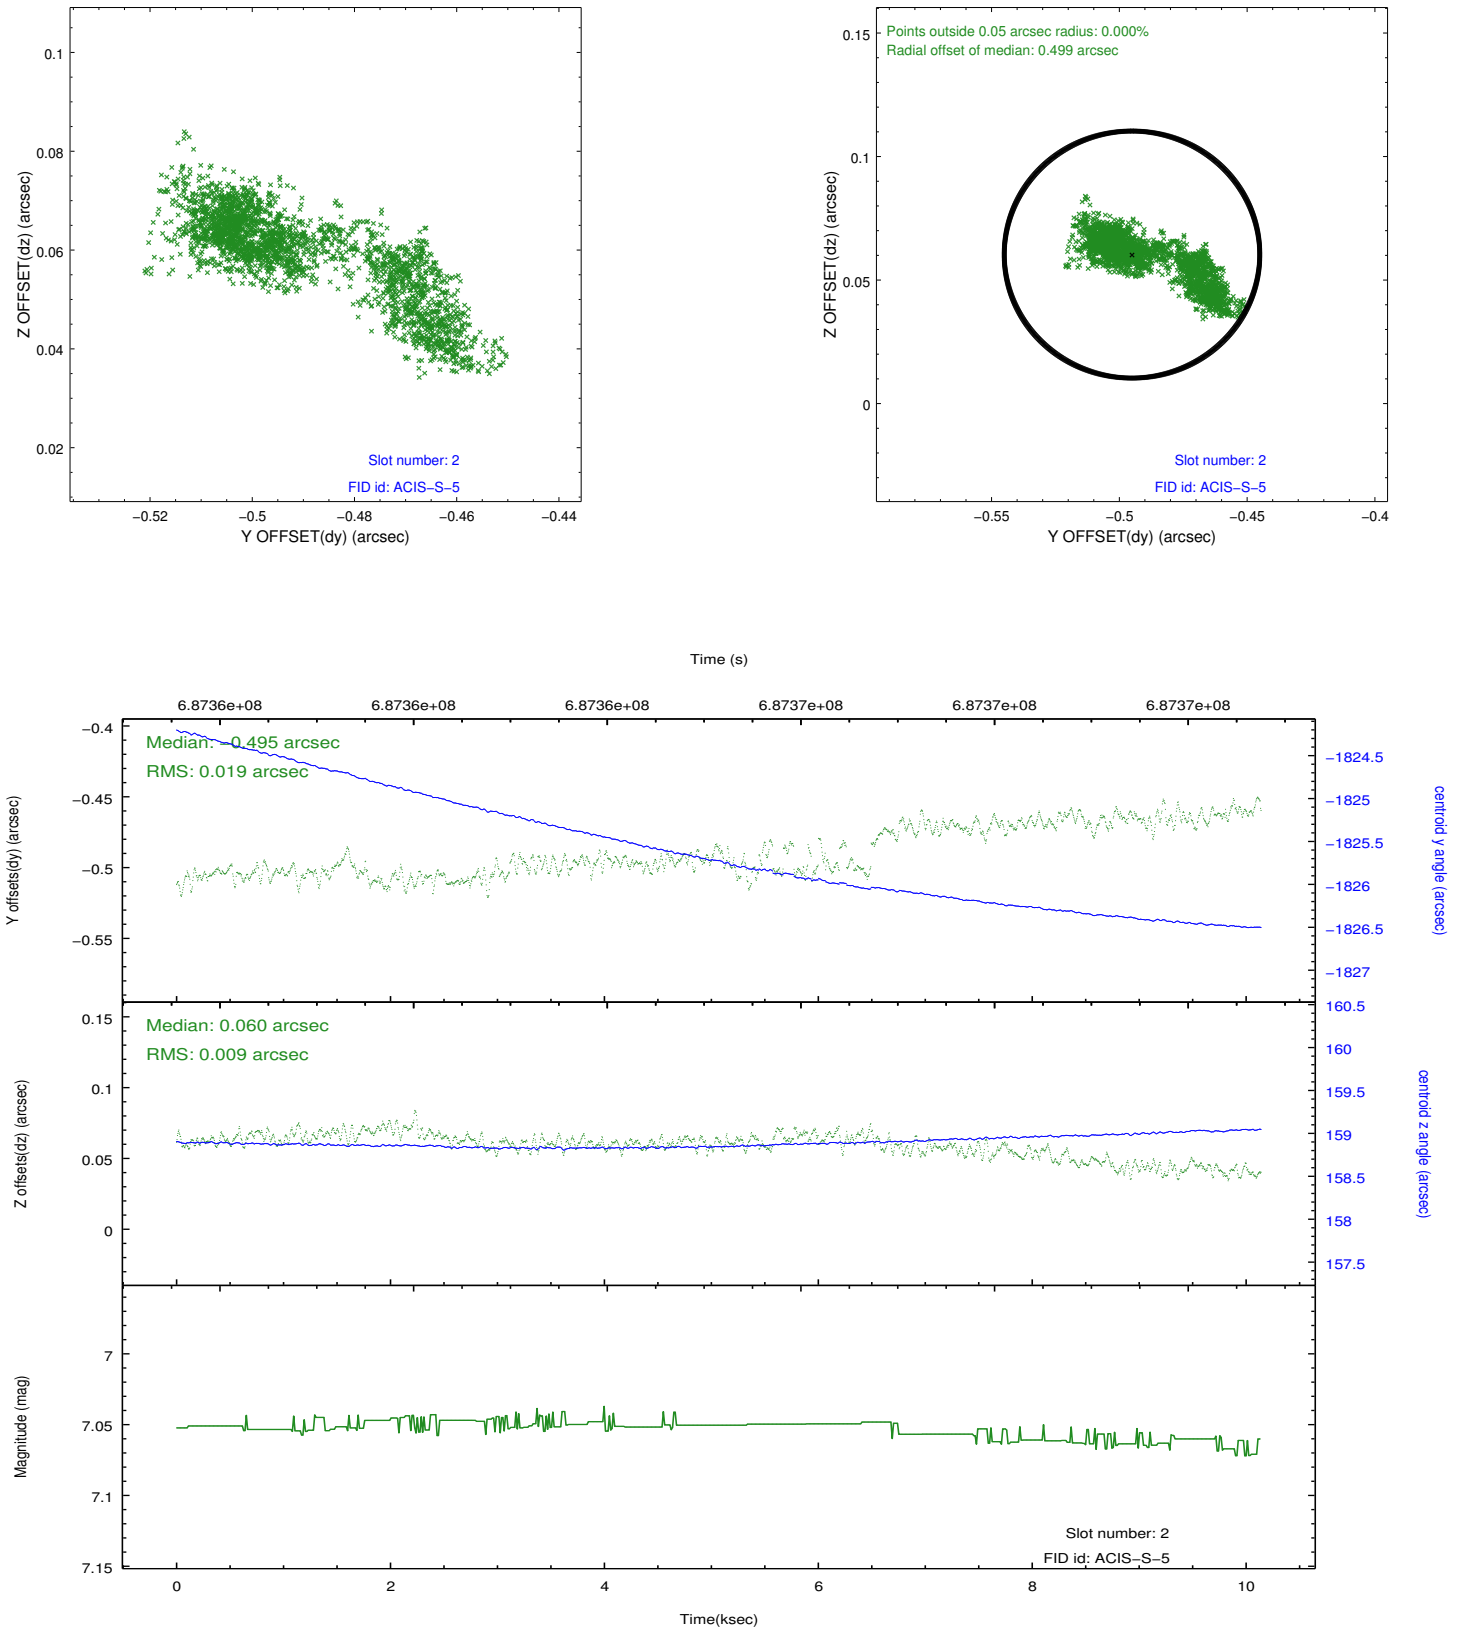 0.1
0.08
0.06
0.04
0.02
Z OFFSET(dz) (arcsec)
Slot number: 2
FID id: ACIS−S−5
−0.52
−0.5
−0.48
−0.46
−0.44
Y OFFSET(dy) (arcsec)
Points outside 0.05 arcsec radius: 0.000%
Radial offset of median: 0.499 arcsec
0.15
0.1
0.05
0
Z OFFSET(dz) (arcsec)
Slot number: 2
FID id: ACIS−S−5
−0.55
−0.5
−0.45
−0.4
Y OFFSET(dy) (arcsec)
Time (s)
6.8736e+08
6.8736e+08
6.8736e+08
6.8737e+08
6.8737e+08
6.8737e+08
Median: −0.495 arcsec
RMS: 0.019 arcsec
−0.4
−0.45
−0.5
−0.55
Y offsets(dy) (arcsec)
−1824.5
−1825
−1825.5
−1826
−1826.5
−1827
centroid y angle (arcsec)
Median: 0.060 arcsec
RMS: 0.009 arcsec
0.15
0.1
0.05
0
Z offsets(dz) (arcsec)
160.5
160
159.5
159
158.5
158
157.5
centroid z angle (arcsec)
7
7.05
7.1
7.15
Magnitude (mag)
Slot number: 2
FID id: ACIS−S−5
0
2
4
6
8
10
Time(ksec)